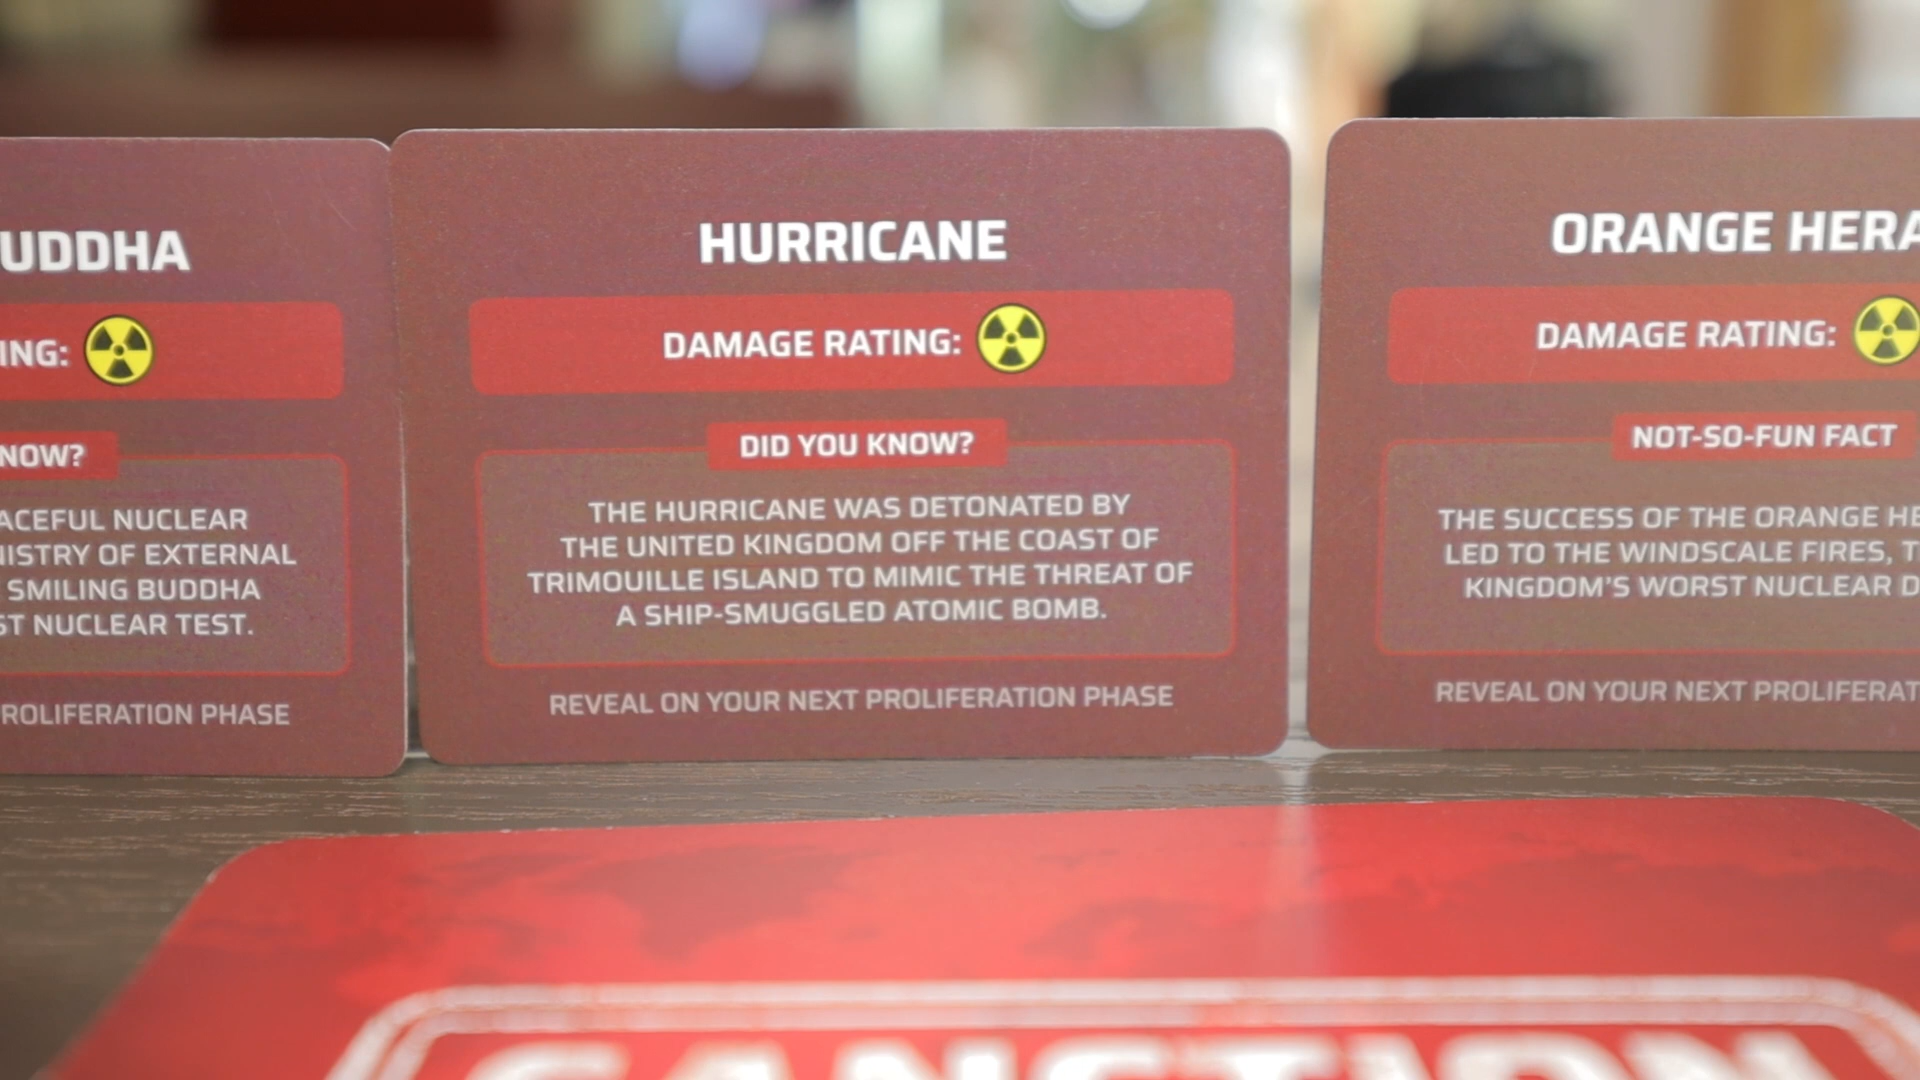 UDDHA
ING:
NOW?
ACEFUL NUCLEAR
NISTRY OF EXTERNAL
SMILING BUDDHA
ST NUCLEAR TEST.
ROLIFERATION PHASE
HURRICANE
DAMAGE RATING:
DID YOU KNOW?
THE HURRICANE WAS DETONATED BY
THE UNITED KINGDOM OFF THE COAST OF
TRIMOUILLE ISLAND TO MIMIC THE THREAT OF
A SHIP-SMUGGLED ATOMIC BOMB.
REVEAL ON YOUR NEXT PROLIFERATION PHASE
ORANGE HERA
DAMAGE RATING:
NOT-SO-FUN FACT
THE SUCCESS OF THE ORANGE HE
LED TO THE WINDSCALE FIRES, T
KINGDOM'S WORST NUCLEAR D
REVEAL ON YOUR NEXT PROLIFERAT
SANCTION